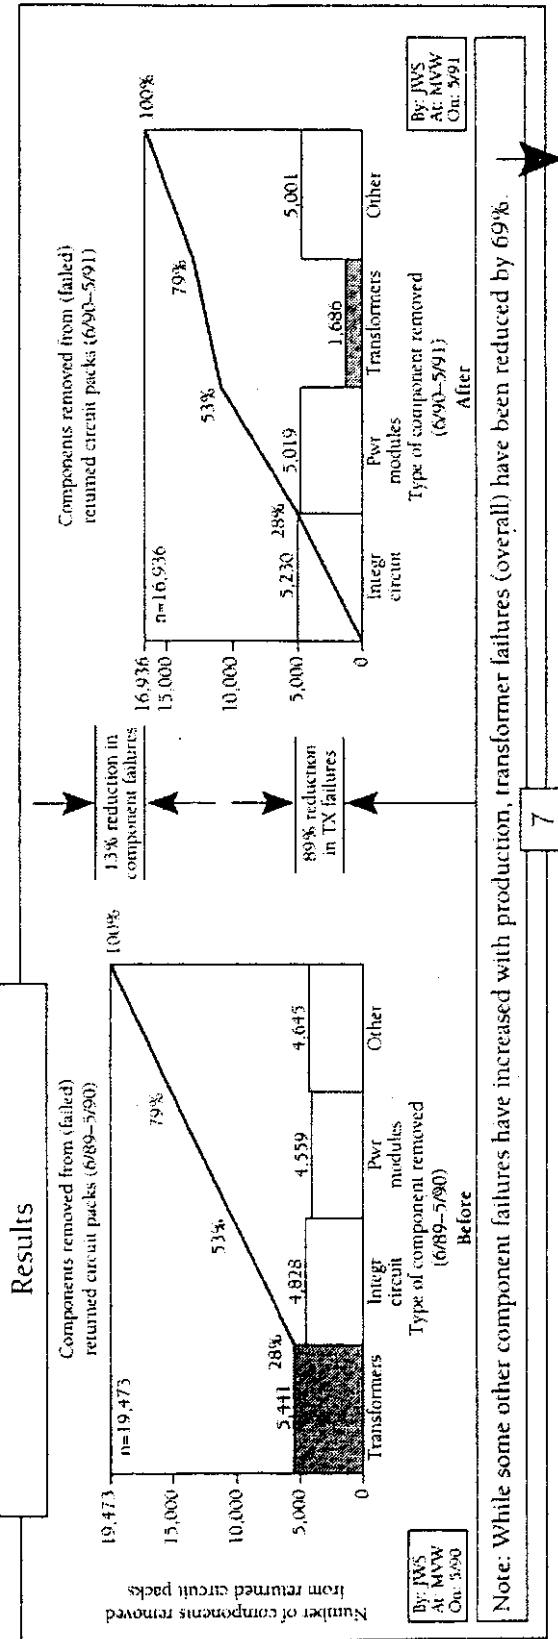 Results
Components removed from (failed)
returned circuit packs (6/89–5/90)
Number of components removed
from returned circuit packs
19,473
15,000
10,000
5,000
0
n=19,473
100%
79%
53%
28%
5,441
4,828
4,559
4,645
Transformers
Integr
circuit
Pwr
modules
Other
Type of component removed
(6/89–5/90)
Before
By: JWS
At: MVW
On: 5/90
13% reduction in
component failures
89% reduction
in TX failures
Components removed from (failed)
returned circuit packs (6/90–5/91)
16,936
15,000
10,000
5,000
0
n=16,936
100%
79%
53%
28%
5,230
5,019
1,686
5,001
Integr
circuit
Pwr
modules
Transformers
Other
Type of component removed
(6/90–5/91)
After
By: JWS
At: MVW
On: 5/91
Note: While some other component failures have increased with production, transformer failures (overall) have been reduced by 69%.
7